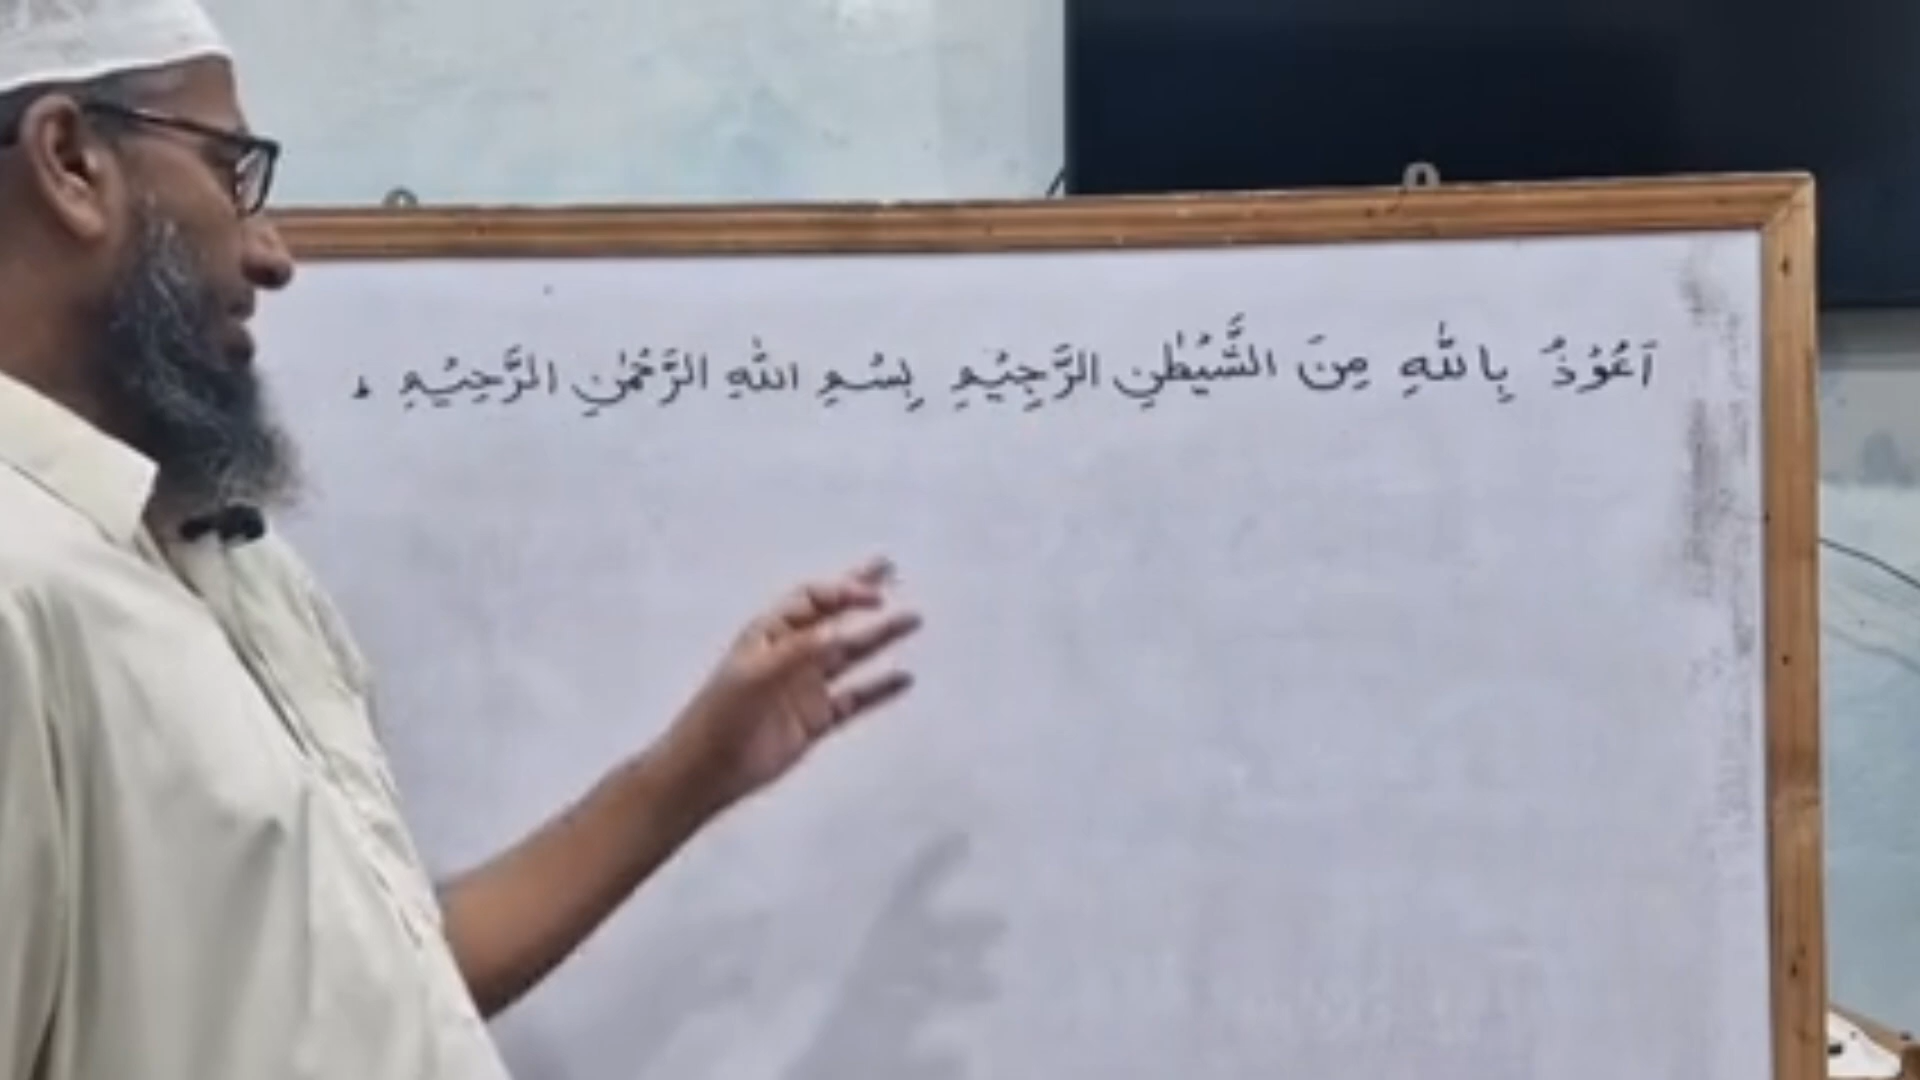 اَعُوْذُ بِاللّٰهِ مِنَ الشَّيْطٰنِ الرَّجِيْمِ بِسْمِ اللّٰهِ الرَّحْمٰنِ الرَّحِيْمِ ۔